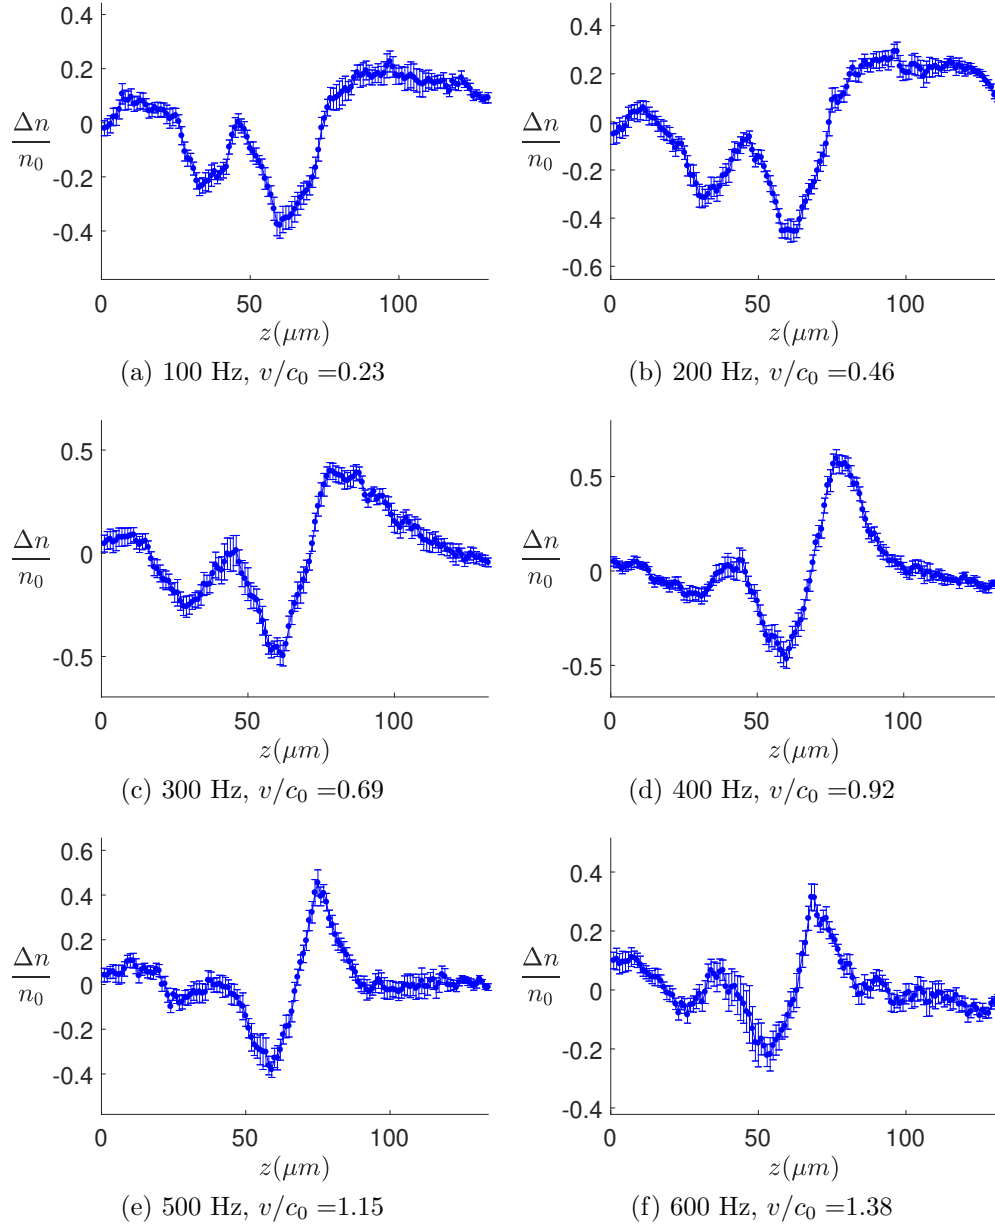 0.4
0.2
0
-0.2
-0.4
Δn
n₀
0
50
100
z(μm)
(a) 100 Hz, v/c₀ =0.23
0.4
0.2
0
-0.2
-0.4
-0.6
Δn
n₀
0
50
100
z(μm)
(b) 200 Hz, v/c₀ =0.46
0.5
0
-0.5
Δn
n₀
0
50
100
z(μm)
(c) 300 Hz, v/c₀ =0.69
0.5
0
-0.5
Δn
n₀
0
50
100
z(μm)
(d) 400 Hz, v/c₀ =0.92
0.6
0.4
0.2
0
-0.2
-0.4
Δn
n₀
0
50
100
z(μm)
(e) 500 Hz, v/c₀ =1.15
0.4
0.2
0
-0.2
-0.4
Δn
n₀
0
50
100
z(μm)
(f) 600 Hz, v/c₀ =1.38